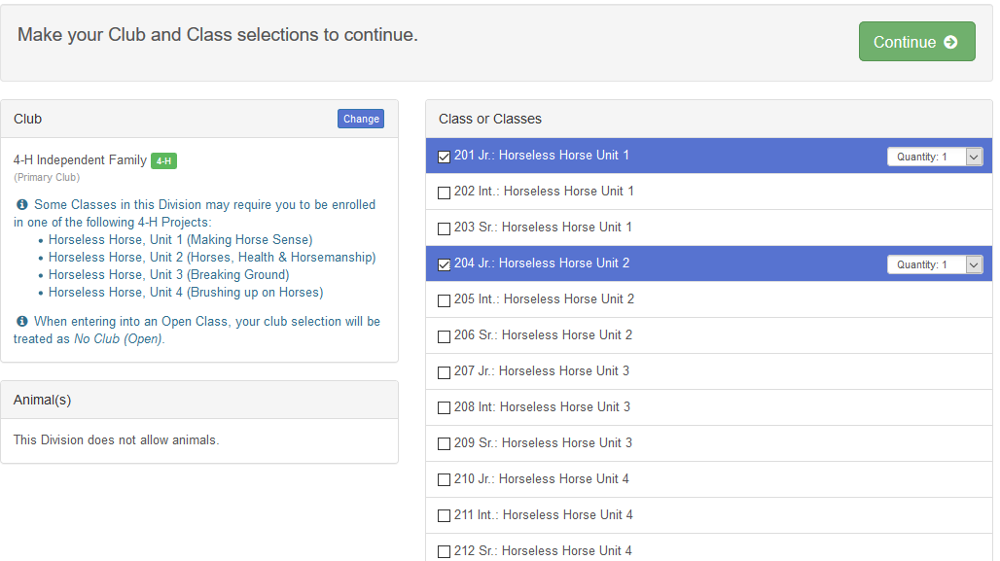 Make your Club and Class selections to continue.
Continue
Club
Change
4-H Independent Family 4-H
(Primary Club)
Some Classes in this Division may require you to be enrolled
in one of the following 4-H Projects:
• Horseless Horse, Unit 1 (Making Horse Sense)
• Horseless Horse, Unit 2 (Horses, Health & Horsemanship)
• Horseless Horse, Unit 3 (Breaking Ground)
• Horseless Horse, Unit 4 (Brushing up on Horses)
When entering into an Open Class, your club selection will be
treated as No Club (Open).
Animal(s)
This Division does not allow animals.
Class or Classes
201 Jr.: Horseless Horse Unit 1 Quantity: 1
202 Int.: Horseless Horse Unit 1
203 Sr.: Horseless Horse Unit 1
204 Jr.: Horseless Horse Unit 2 Quantity: 1
205 Int.: Horseless Horse Unit 2
206 Sr.: Horseless Horse Unit 2
207 Jr.: Horseless Horse Unit 3
208 Int: Horseless Horse Unit 3
209 Sr.: Horseless Horse Unit 3
210 Jr.: Horseless Horse Unit 4
211 Int.: Horseless Horse Unit 4
212 Sr.: Horseless Horse Unit 4